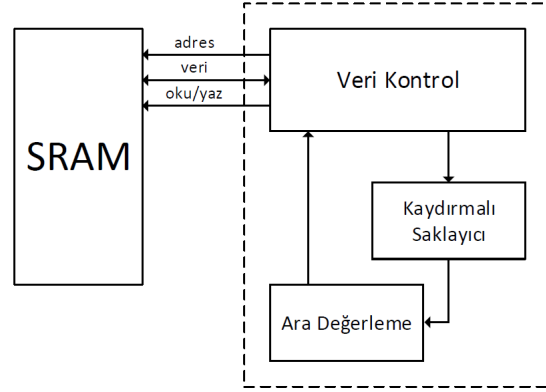 adres
veri
oku/yaz
SRAM
Veri Kontrol
Kaydırmalı
Saklayıcı
Ara Değerleme